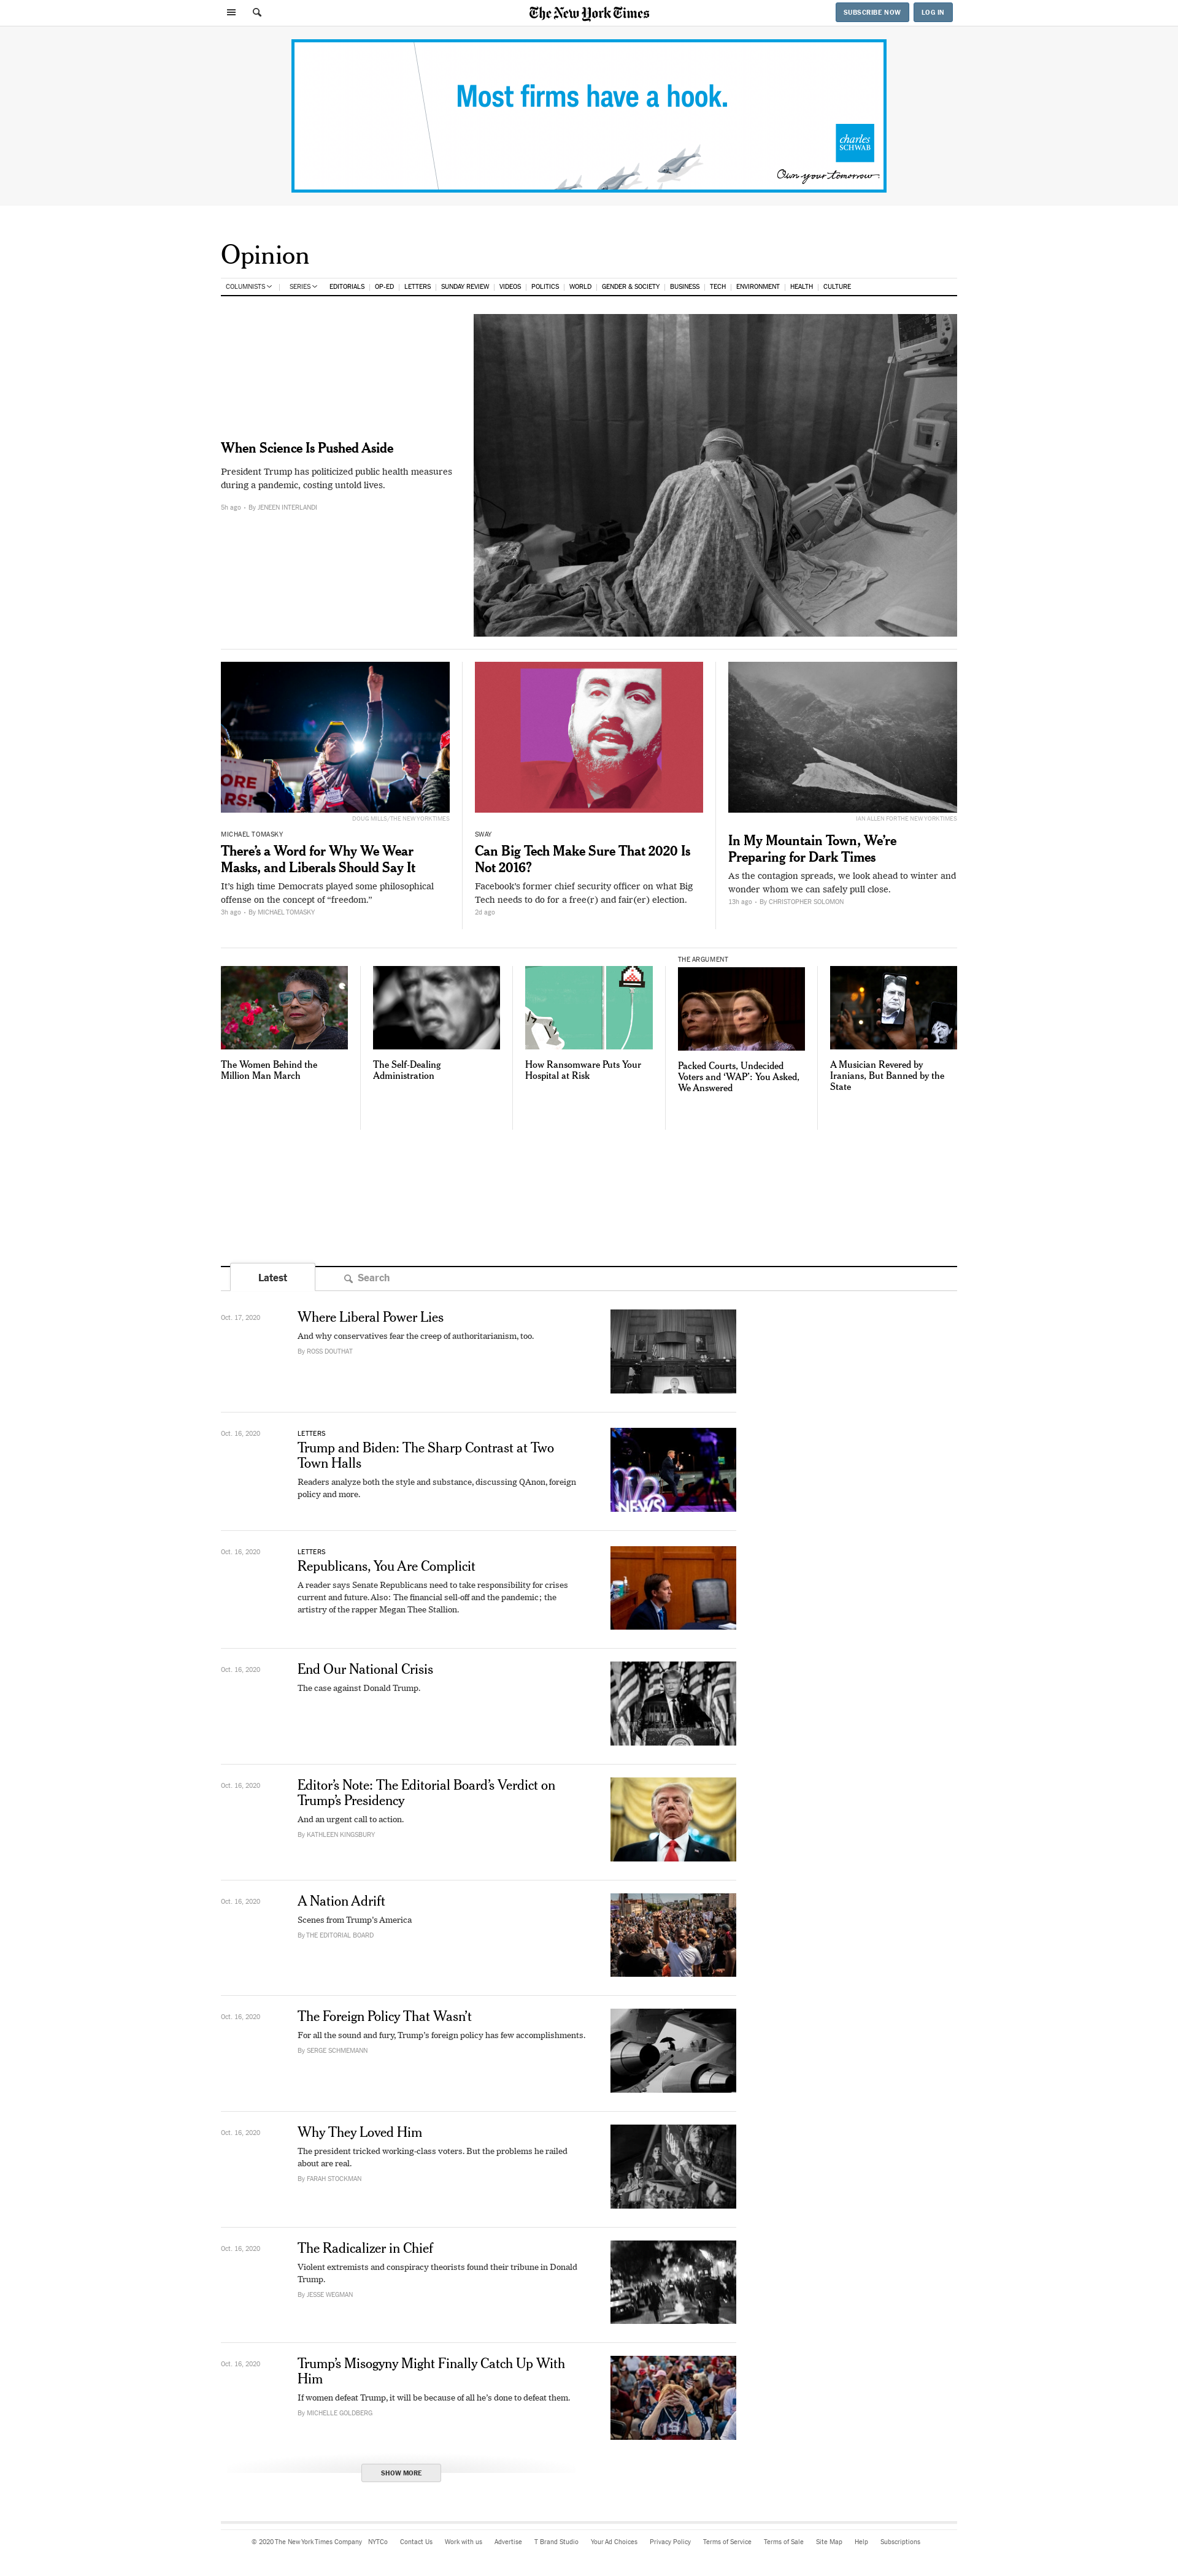 The New York Times
SUBSCRIBE NOW
LOG IN
Most firms have a hook.
charles
SCHWAB
Own your tomorrow
Opinion
COLUMNISTS | SERIES EDITORIALS | OP-ED | LETTERS | SUNDAY REVIEW | VIDEOS | POLITICS | WORLD | GENDER & SOCIETY | BUSINESS | TECH | ENVIRONMENT | HEALTH | CULTURE
When Science Is Pushed Aside
President Trump has politicized public health measures
during a pandemic, costing untold lives.
5h ago - By JENEEN INTERLANDI
DOUG MILLS/THE NEW YORK TIMES
MICHAEL TOMASKY
There's a Word for Why We Wear
Masks, and Liberals Should Say It
It's high time Democrats played some philosophical
offense on the concept of "freedom."
3h ago - By MICHAEL TOMASKY
SWAY
Can Big Tech Make Sure That 2020 Is
Not 2016?
Facebook's former chief security officer on what Big
Tech needs to do for a free(r) and fair(er) election.
2d ago
IAN ALLEN FOR THE NEW YORK TIMES
In My Mountain Town, We're
Preparing for Dark Times
As the contagion spreads, we look ahead to winter and
wonder whom we can safely pull close.
13h ago - By CHRISTOPHER SOLOMON
The Women Behind the
Million Man March
The Self-Dealing
Administration
How Ransomware Puts Your
Hospital at Risk
THE ARGUMENT
Packed Courts, Undecided
Voters and 'WAP': You Asked,
We Answered
A Musician Revered by
Iranians, But Banned by the
State
Latest
Search
Oct. 17, 2020
Where Liberal Power Lies
And why conservatives fear the creep of authoritarianism, too.
By ROSS DOUTHAT
Oct. 16, 2020
LETTERS
Trump and Biden: The Sharp Contrast at Two
Town Halls
Readers analyze both the style and substance, discussing QAnon, foreign
policy and more.
NEWS
Oct. 16, 2020
LETTERS
Republicans, You Are Complicit
A reader says Senate Republicans need to take responsibility for crises
current and future. Also: The financial sell-off and the pandemic; the
artistry of the rapper Megan Thee Stallion.
Oct. 16, 2020
End Our National Crisis
The case against Donald Trump.
Oct. 16, 2020
Editor's Note: The Editorial Board's Verdict on
Trump's Presidency
And an urgent call to action.
By KATHLEEN KINGSBURY
Oct. 16, 2020
A Nation Adrift
Scenes from Trump's America
By THE EDITORIAL BOARD
Oct. 16, 2020
The Foreign Policy That Wasn't
For all the sound and fury, Trump's foreign policy has few accomplishments.
By SERGE SCHMEMANN
Oct. 16, 2020
Why They Loved Him
The president tricked working-class voters. But the problems he railed
about are real.
By FARAH STOCKMAN
Oct. 16, 2020
The Radicalizer in Chief
Violent extremists and conspiracy theorists found their tribune in Donald
Trump.
By JESSE WEGMAN
Oct. 16, 2020
Trump's Misogyny Might Finally Catch Up With
Him
If women defeat Trump, it will be because of all he's done to defeat them.
By MICHELLE GOLDBERG
USA
SHOW MORE
© 2020 The New York Times Company NYTCo Contact Us Work with us Advertise T Brand Studio Your Ad Choices Privacy Policy Terms of Service Terms of Sale Site Map Help Subscriptions